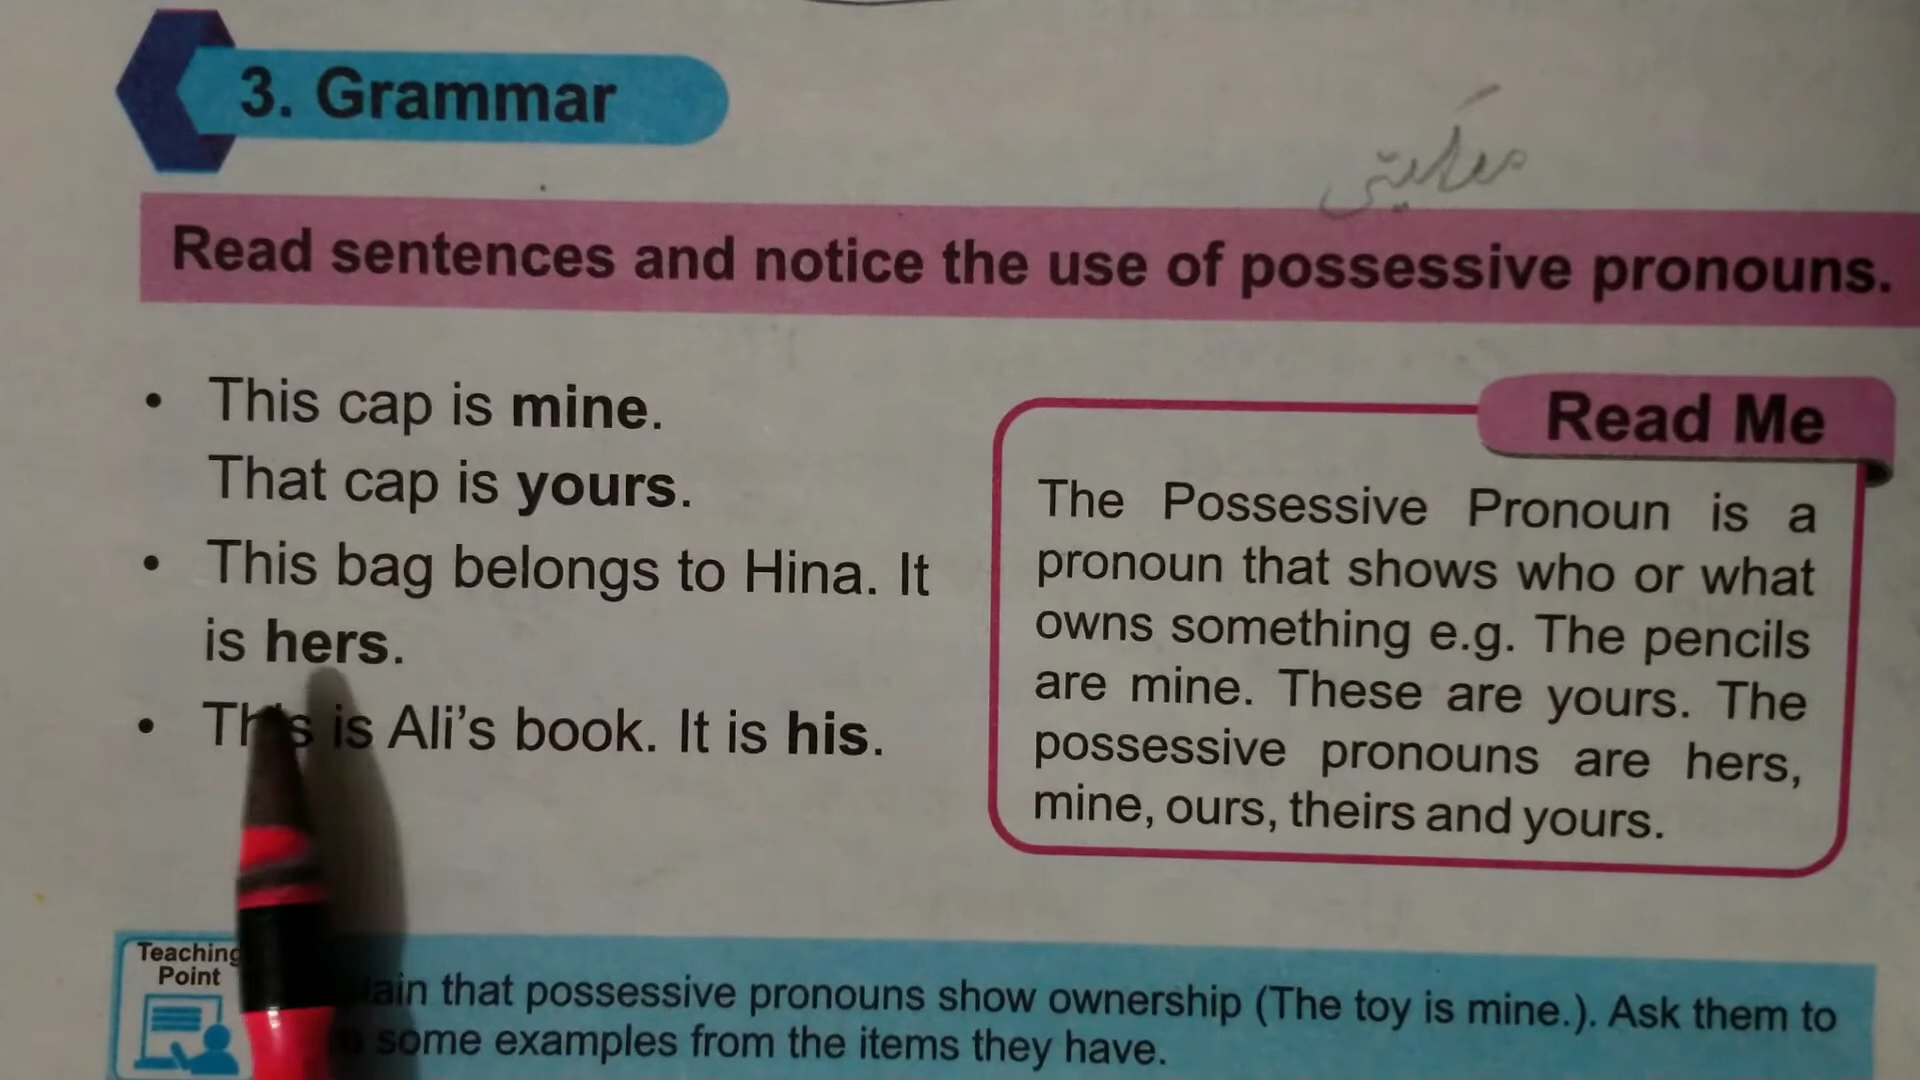 3. Grammar
ملکیتی
Read sentences and notice the use of possessive pronouns.
• This cap is mine.
That cap is yours.
• This bag belongs to Hina. It
is hers.
• This is Ali's book. It is his.
Read Me
The Possessive Pronoun is a
pronoun that shows who or what
owns something e.g. The pencils
are mine. These are yours. The
possessive pronouns are hers,
mine, ours, theirs and yours.
Teaching
Point
that possessive pronouns show ownership (The toy is mine.). Ask them to
some examples from the items they have.